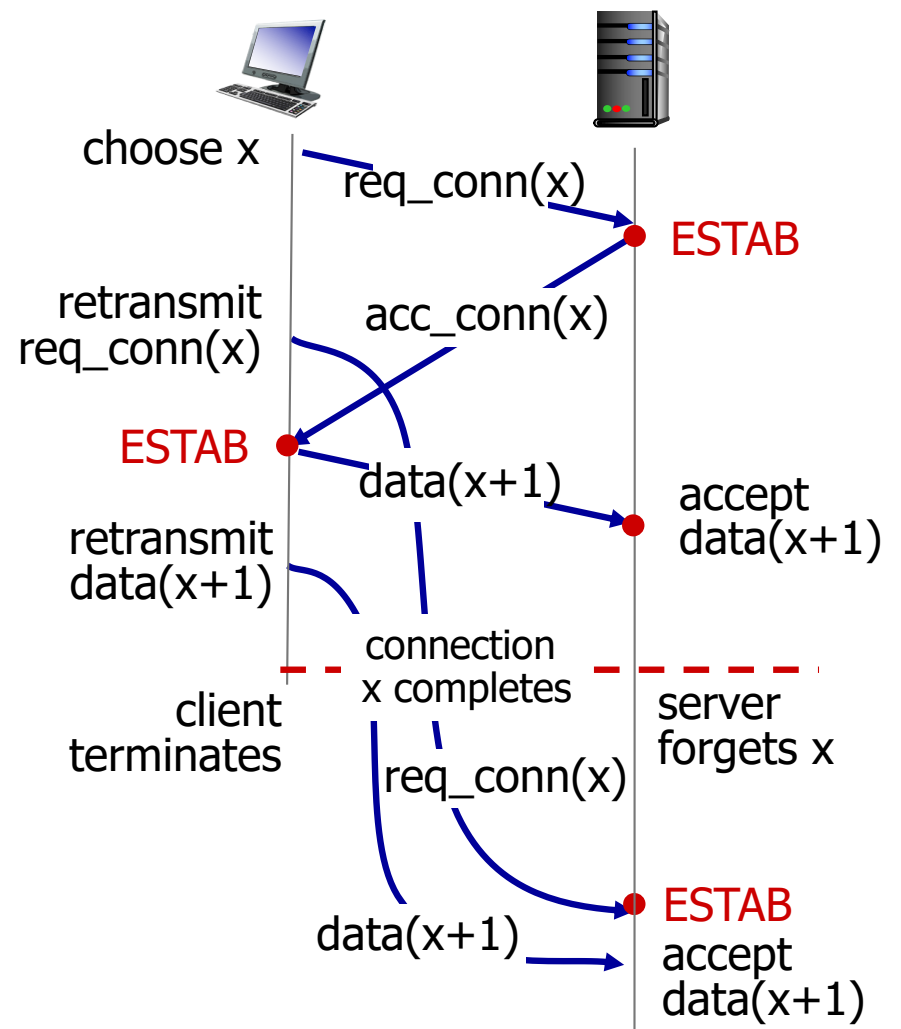 choose x
req_conn(x)
ESTAB
retransmit
req_conn(x)
acc_conn(x)
ESTAB
data(x+1)
accept
data(x+1)
retransmit
data(x+1)
connection
x completes
client
terminates
server
forgets x
req_conn(x)
ESTAB
data(x+1)
accept
data(x+1)